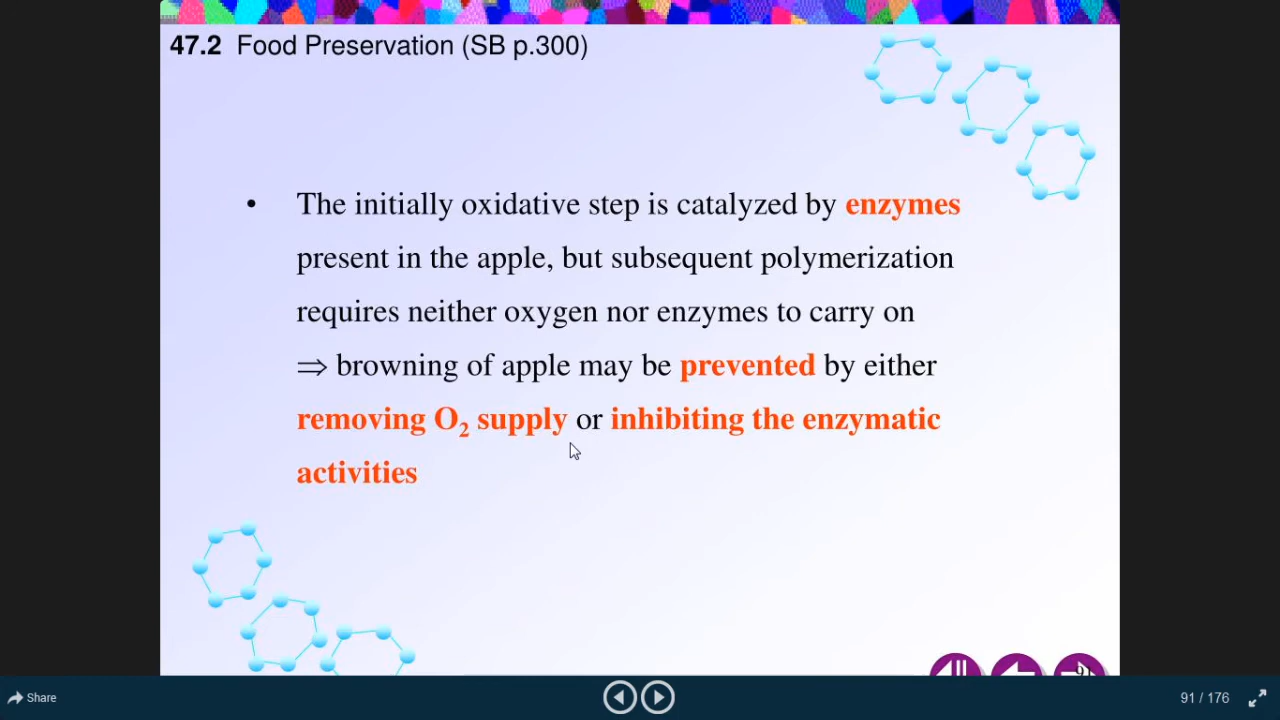 47.2 Food Preservation (SB p.300)
• The initially oxidative step is catalyzed by enzymes
present in the apple, but subsequent polymerization
requires neither oxygen nor enzymes to carry on
⇒ browning of apple may be prevented by either
removing O₂ supply or inhibiting the enzymatic
activities
91
Share
91 / 176